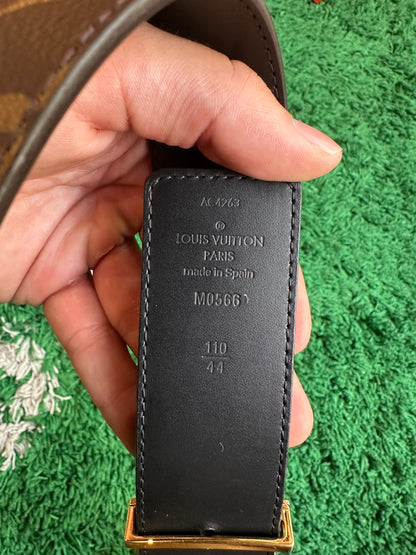 AC4263
®
LOUIS VUITTON
PARIS
made in Spain
M0566
110
44